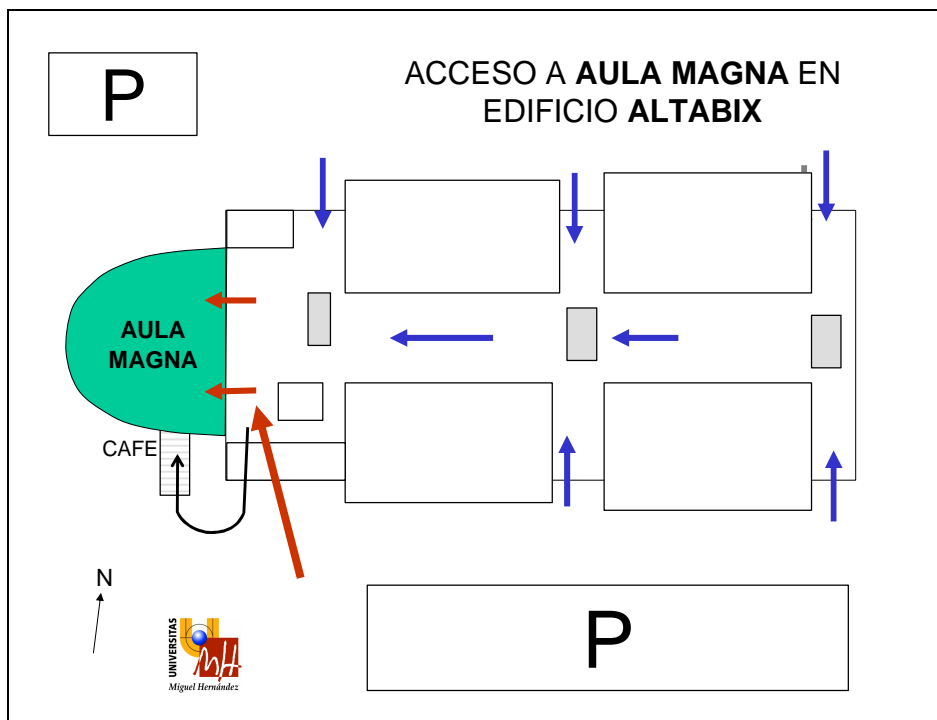 P
ACCESO A AULA MAGNA EN
EDIFICIO ALTABIX
AULA
MAGNA
CAFE
N
UNIVERSITAS
Miguel Hernández
P